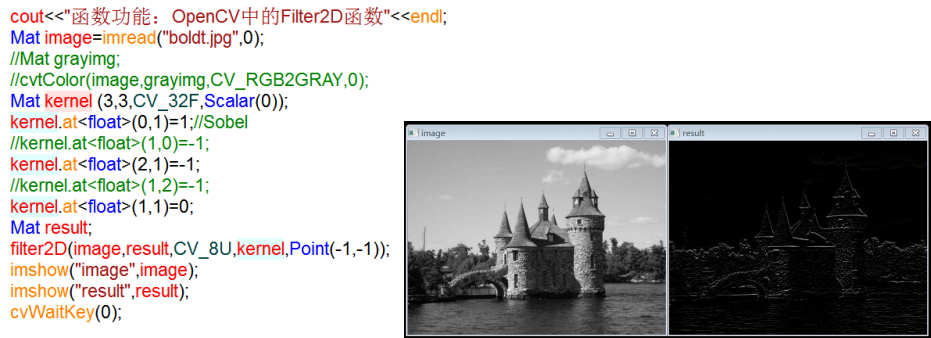 cout<<"函数功能：OpenCV中的Filter2D函数"<<endl;
Mat image=imread("boldt.jpg",0);
//Mat grayimg;
//cvtColor(image,grayimg,CV_RGB2GRAY,0);
Mat kernel (3,3,CV_32F,Scalar(0));
kernel.at<float>(0,1)=1;//Sobel
//kernel.at<float>(1,0)=-1;
kernel.at<float>(2,1)=-1;
//kernel.at<float>(1,2)=-1;
kernel.at<float>(1,1)=0;
Mat result;
filter2D(image,result,CV_8U,kernel,Point(-1,-1));
imshow("image",image);
imshow("result",result);
cvWaitKey(0);
image
result